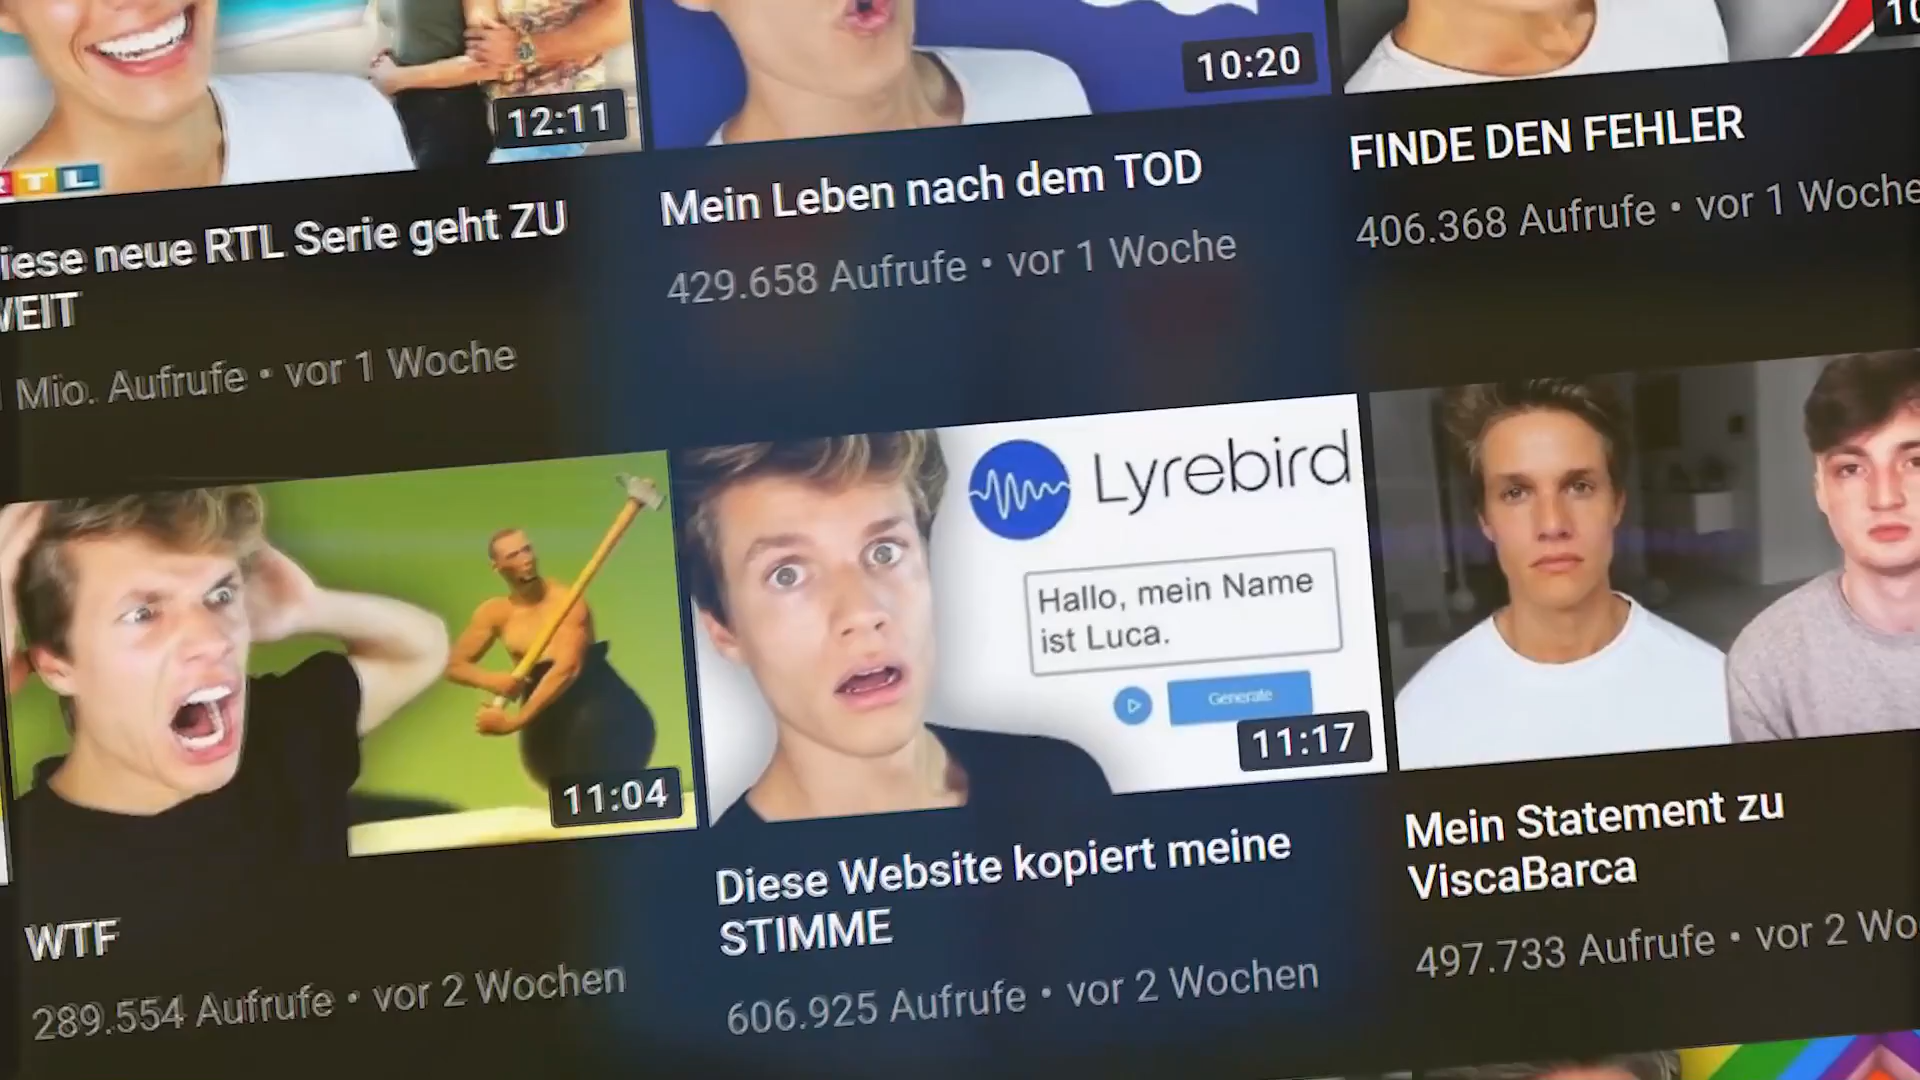 12:11
10:20
10
RTL
iese neue RTL Serie geht ZU
WEIT
Mio. Aufrufe • vor 1 Woche
Mein Leben nach dem TOD
429.658 Aufrufe • vor 1 Woche
FINDE DEN FEHLER
406.368 Aufrufe • vor 1 Woche
11:04
WTF
289.554 Aufrufe • vor 2 Wochen
Lyrebird
Hallo, mein Name
ist Luca.
Generate
11:17
Diese Website kopiert meine
STIMME
606.925 Aufrufe • vor 2 Wochen
Mein Statement zu
ViscaBarca
497.733 Aufrufe • vor 2 Wo